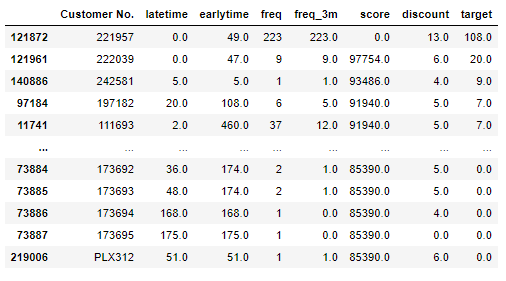 Customer No. latetime earlytime freq freq_3m score discount target
121872 221957 0.0 49.0 223 223.0 0.0 13.0 108.0
121961 222039 0.0 47.0 9 9.0 97754.0 6.0 20.0
140886 242581 5.0 5.0 1 1.0 93486.0 4.0 9.0
97184 197182 20.0 108.0 6 5.0 91940.0 5.0 7.0
11741 111693 2.0 460.0 37 12.0 91940.0 5.0 7.0
... ... ... ... ... ... ... ... ...
73884 173692 36.0 174.0 2 1.0 85390.0 5.0 0.0
73885 173693 48.0 174.0 2 1.0 85390.0 5.0 0.0
73886 173694 168.0 168.0 1 0.0 85390.0 4.0 0.0
73887 173695 175.0 175.0 1 0.0 85390.0 0.0 0.0
219006 PLX312 51.0 51.0 1 1.0 85390.0 6.0 0.0